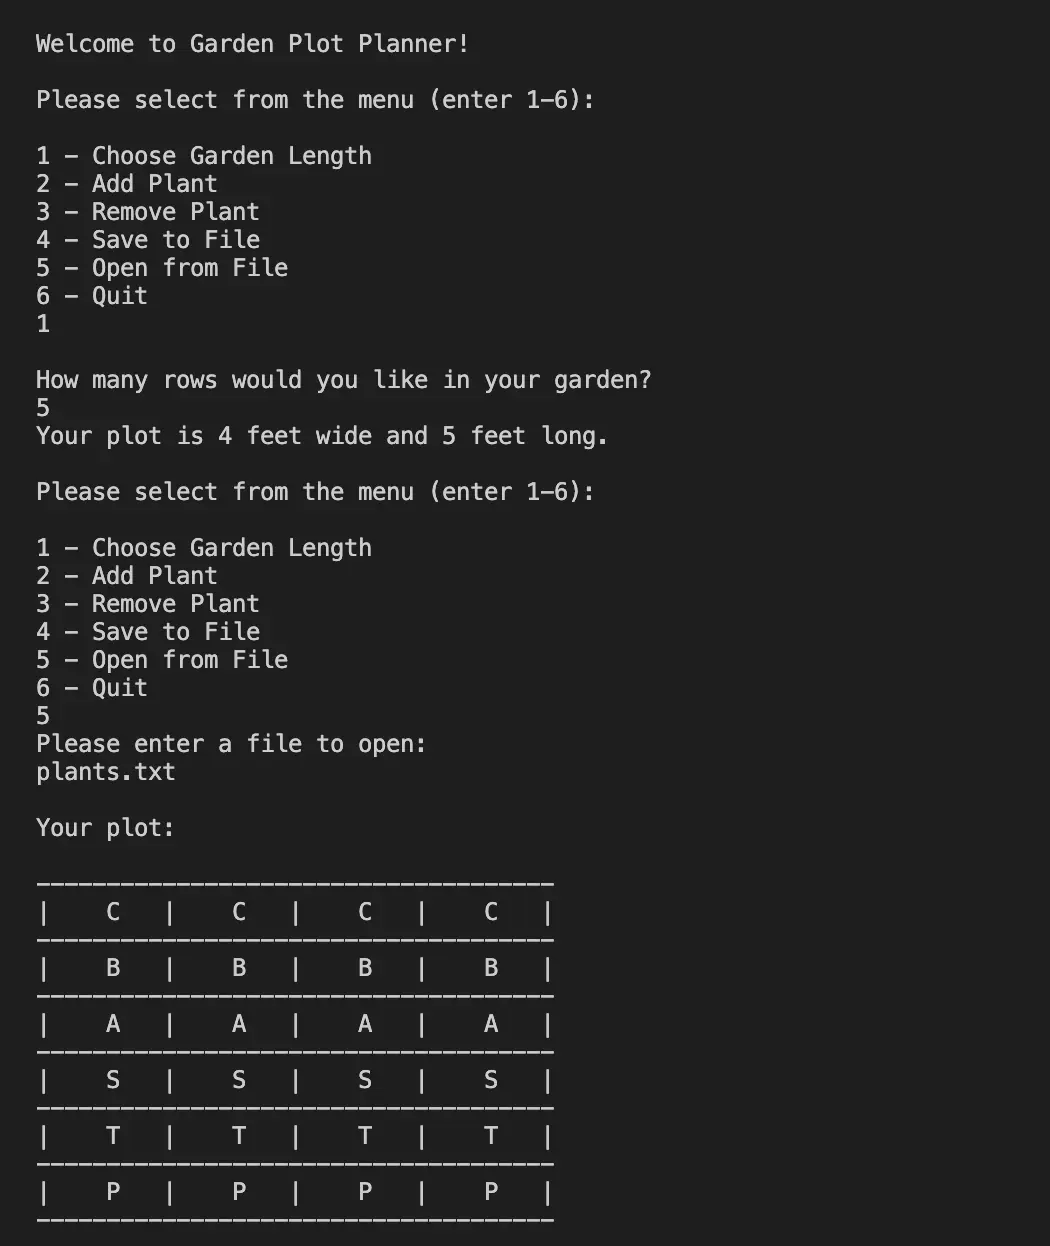 Welcome to Garden Plot Planner!
Please select from the menu (enter 1-6):
1 - Choose Garden Length
2 - Add Plant
3 - Remove Plant
4 - Save to File
5 - Open from File
6 - Quit
1
How many rows would you like in your garden?
5
Your plot is 4 feet wide and 5 feet long.
Please select from the menu (enter 1-6):
1 - Choose Garden Length
2 - Add Plant
3 - Remove Plant
4 - Save to File
5 - Open from File
6 - Quit
5
Please enter a file to open:
plants.txt
Your plot:
-------------------------------------
|    C   |    C   |    C   |    C   |
-------------------------------------
|    B   |    B   |    B   |    B   |
-------------------------------------
|    A   |    A   |    A   |    A   |
-------------------------------------
|    S   |    S   |    S   |    S   |
-------------------------------------
|    T   |    T   |    T   |    T   |
-------------------------------------
|    P   |    P   |    P   |    P   |
-------------------------------------